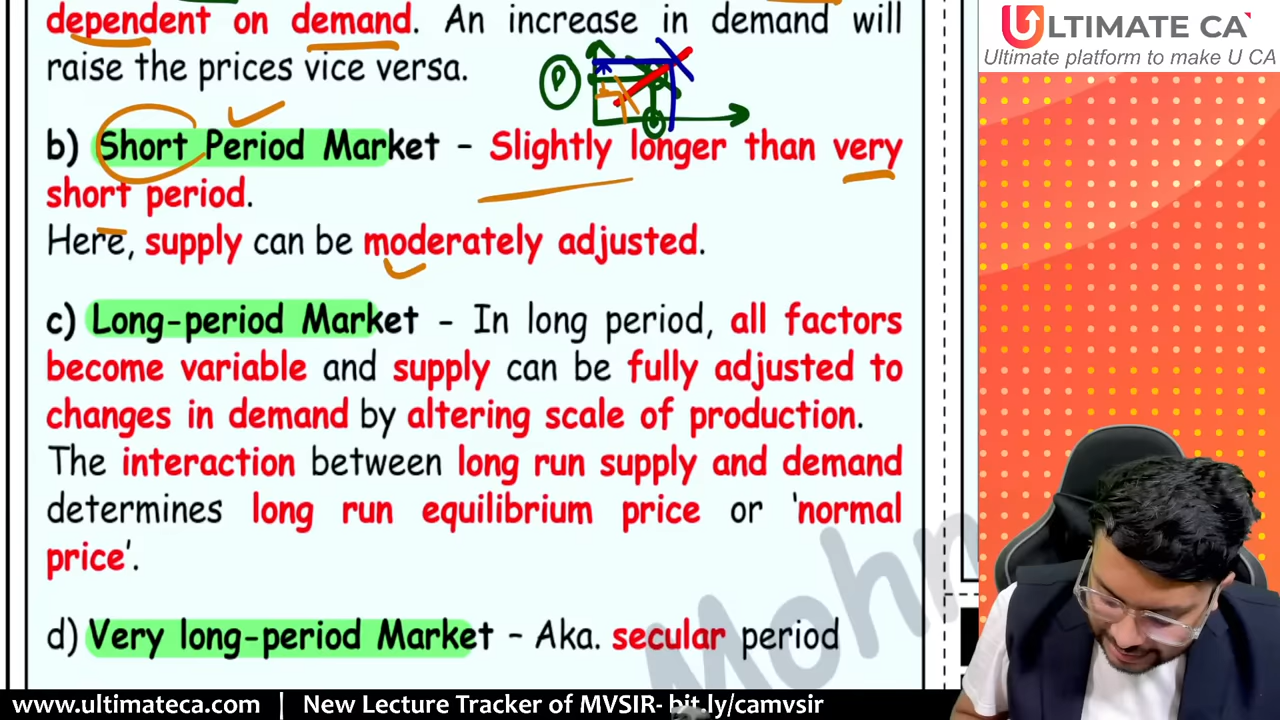 dependent on demand. An increase in demand will
raise the prices vice versa.
P
b) Short Period Market – Slightly longer than very
short period.
Here, supply can be moderately adjusted.
c) Long-period Market – In long period, all factors
become variable and supply can be fully adjusted to
changes in demand by altering scale of production.
The interaction between long run supply and demand
determines long run equilibrium price or ‘normal
price’.
d) Very long-period Market – Aka. secular period
ULTIMATE CA
Ultimate platform to make U CA
www.ultimateca.com | New Lecture Tracker of MVSIR- bit.ly/camvsir